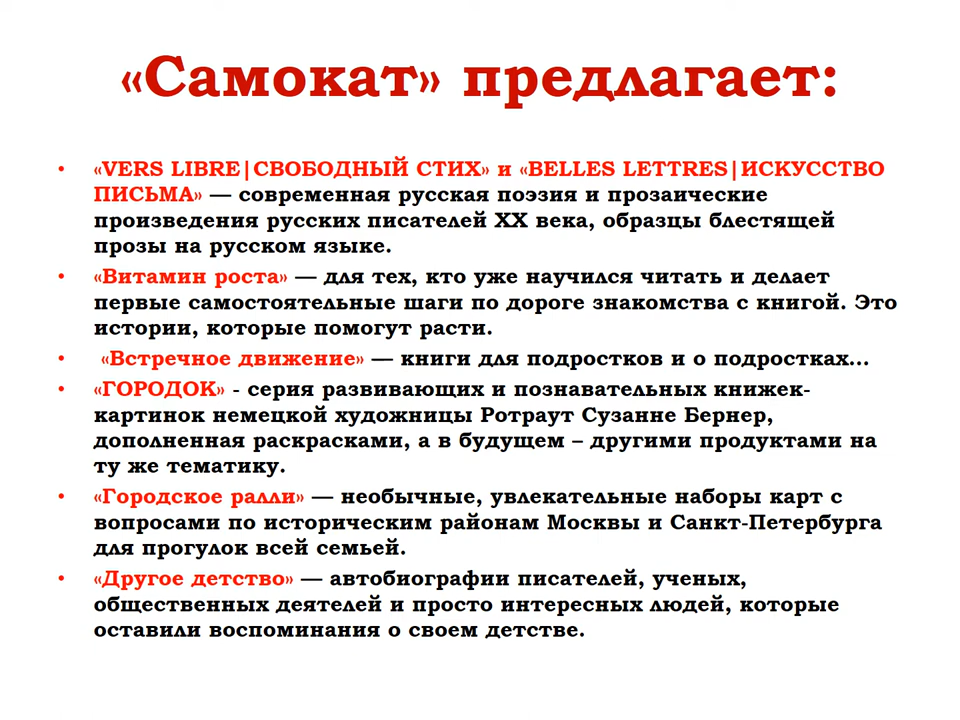 «Самокат» предлагает:
• «VERS LIBRE|СВОБОДНЫЙ СТИХ» и «BELLES LETTRES|ИСКУССТВО
ПИСЬМА» — современная русская поэзия и прозаические
произведения русских писателей XX века, образцы блестящей
прозы на русском языке.
• «Витамин роста» — для тех, кто уже научился читать и делает
первые самостоятельные шаги по дороге знакомства с книгой. Это
истории, которые помогут расти.
• «Встречное движение» — книги для подростков и о подростках...
• «ГОРОДОК» - серия развивающих и познавательных книжек-
картинок немецкой художницы Ротраут Сузанне Бернер,
дополненная раскрасками, а в будущем – другими продуктами на
ту же тематику.
• «Городское ралли» — необычные, увлекательные наборы карт с
вопросами по историческим районам Москвы и Санкт-Петербурга
для прогулок всей семьей.
• «Другое детство» — автобиографии писателей, ученых,
общественных деятелей и просто интересных людей, которые
оставили воспоминания о своем детстве.